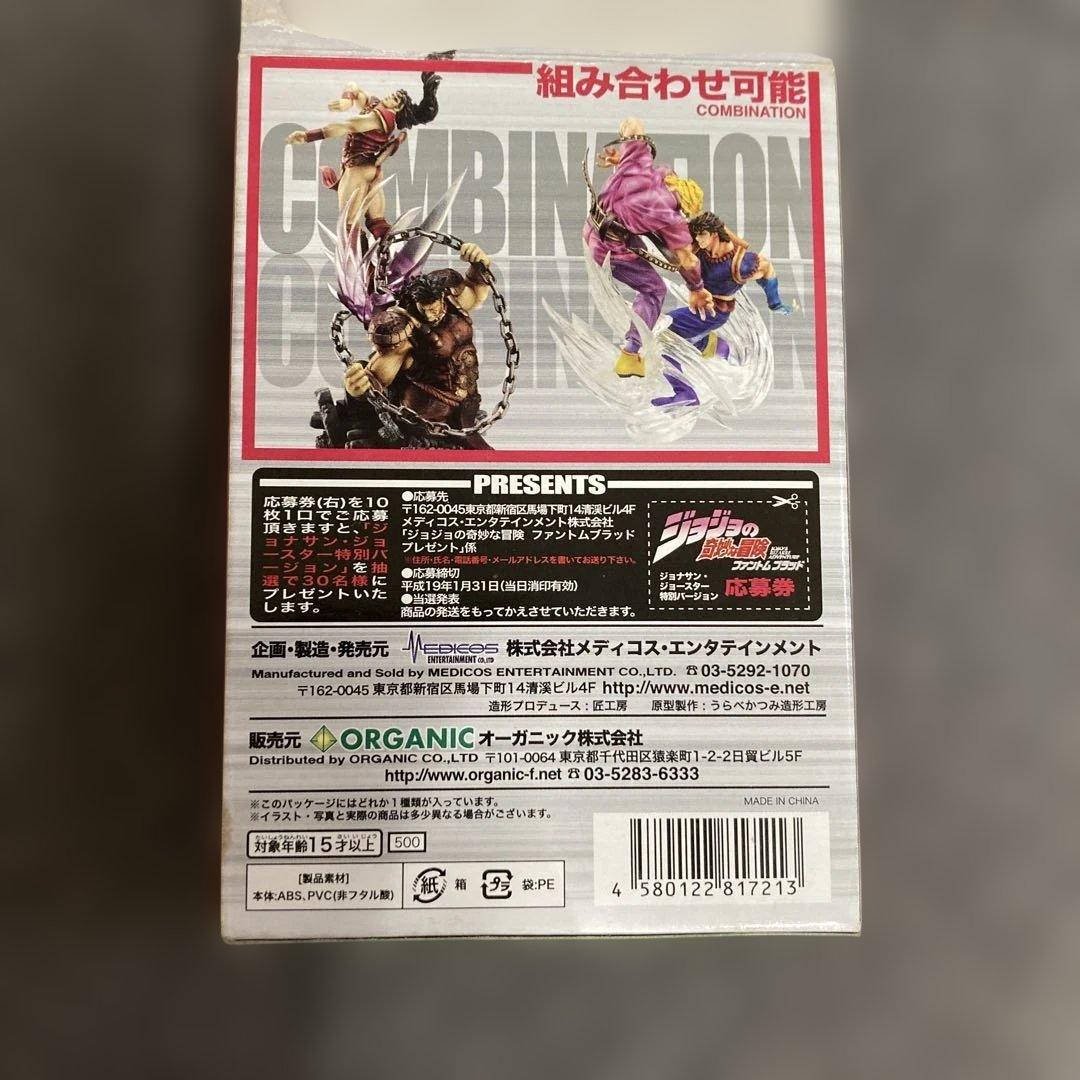 組み合わせ可能
COMBINATION
COMBINATION
COMBINATION
PRESENTS
応募券(右)を10
枚1口でご応募
頂きますと、「ジ
ョナサン・ジョ
ースター特別バ
ージョン」を抽
選で30名様に
プレゼントいた
します。
●応募先
〒162-0045東京都新宿区馬場下町14清溪ビル4F
メディコス・エンタテインメント株式会社
「ジョジョの奇妙な冒険 ファントムブラッド
プレゼント」係
※住所・氏名・電話番号・メールアドレスを書いてお送り下さい。
●応募締切
平成19年1月31日(当日消印有効)
●当選発表
商品の発送をもってかえさせていただきます。
ジョジョの
奇妙な冒険
JOJO'S BIZARRE ADVENTURE
ファントム ブラッド
ジョナサン・
ジョースター
特別バージョン
応募券
企画・製造・発売元 MEDICOS ENTERTAINMENT CO.,LTD 株式会社メディコス・エンタテインメント
Manufactured and Sold by MEDICOS ENTERTAINMENT CO.,LTD. ☎03-5292-1070
〒162-0045 東京都新宿区馬場下町14清溪ビル4F http://www.medicos-e.net
造形プロデュース：匠工房 原型製作：うらべかつみ造形工房
販売元 ORGANIC オーガニック株式会社
Distributed by ORGANIC CO.,LTD 〒101-0064 東京都千代田区猿楽町1-2-2日貿ビル5F
http://www.organic-f.net ☎03-5283-6333
※このパッケージにはどれか1種類が入っています。
※イラスト・写真と実際の商品は多少異なる場合がございます。
MADE IN CHINA
たいしょうねんれい さいいじょう
対象年齢15才以上
500
[製品素材]
本体:ABS、PVC(非フタル酸)
紙 箱 プラ 袋:PE
4 580122 817213